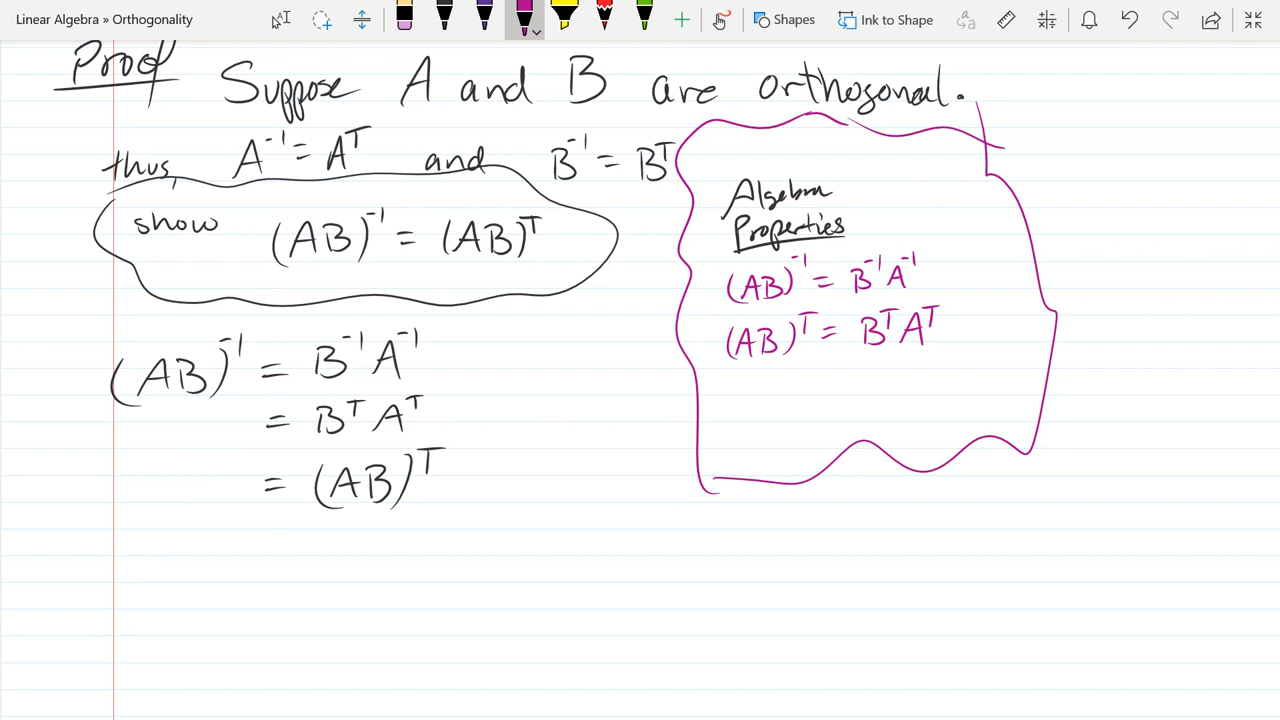 Linear Algebra » Orthogonality
Shapes
Ink to Shape
Proof Suppose A and B are orthogonal.
thus, A⁻¹ = Aᵀ and B⁻¹ = Bᵀ
show (AB)⁻¹ = (AB)ᵀ
(AB)⁻¹ = B⁻¹A⁻¹
= BᵀAᵀ
= (AB)ᵀ
Algebra
Properties
(AB)⁻¹ = B⁻¹A⁻¹
(AB)ᵀ = BᵀAᵀ